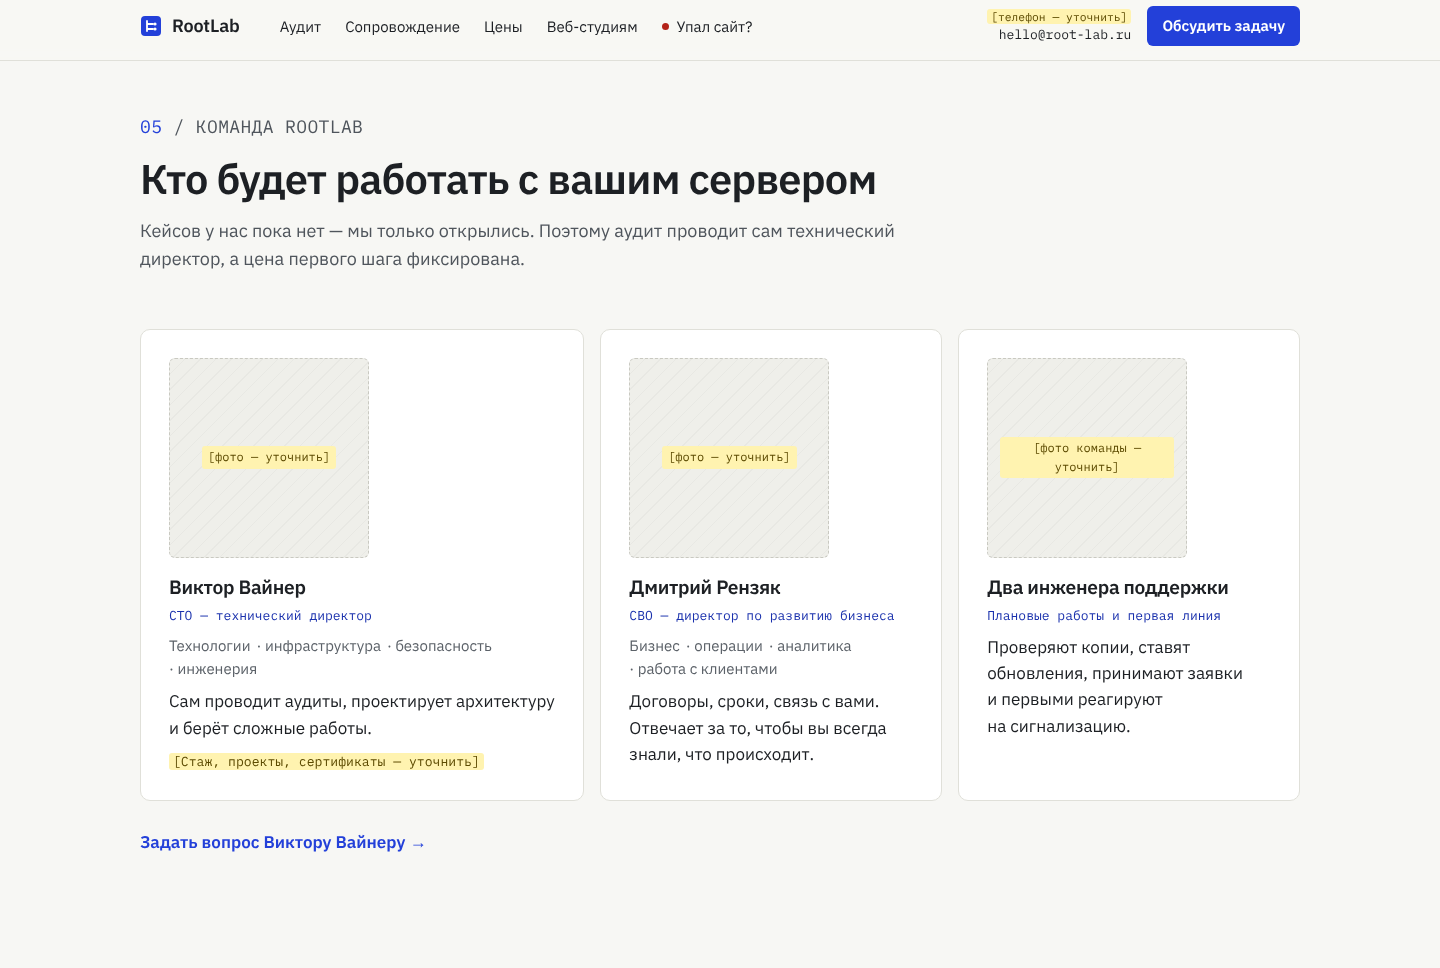 RootLab
Аудит
Сопровождение
Цены
Веб-студиям
Упал сайт?
[телефон — уточнить]
hello@root-lab.ru
Обсудить задачу
05 / КОМАНДА ROOTLAB
Кто будет работать с вашим сервером
Кейсов у нас пока нет — мы только открылись. Поэтому аудит проводит сам технический
директор, а цена первого шага фиксирована.
[фото — уточнить]
Виктор Вайнер
CTO — технический директор
Технологии · инфраструктура · безопасность
· инженерия
Сам проводит аудиты, проектирует архитектуру
и берёт сложные работы.
[Стаж, проекты, сертификаты — уточнить]
[фото — уточнить]
Дмитрий Рензяк
CBO — директор по развитию бизнеса
Бизнес · операции · аналитика
· работа с клиентами
Договоры, сроки, связь с вами.
Отвечает за то, чтобы вы всегда
знали, что происходит.
[фото команды —
уточнить]
Два инженера поддержки
Плановые работы и первая линия
Проверяют копии, ставят
обновления, принимают заявки
и первыми реагируют
на сигнализацию.
Задать вопрос Виктору Вайнеру →